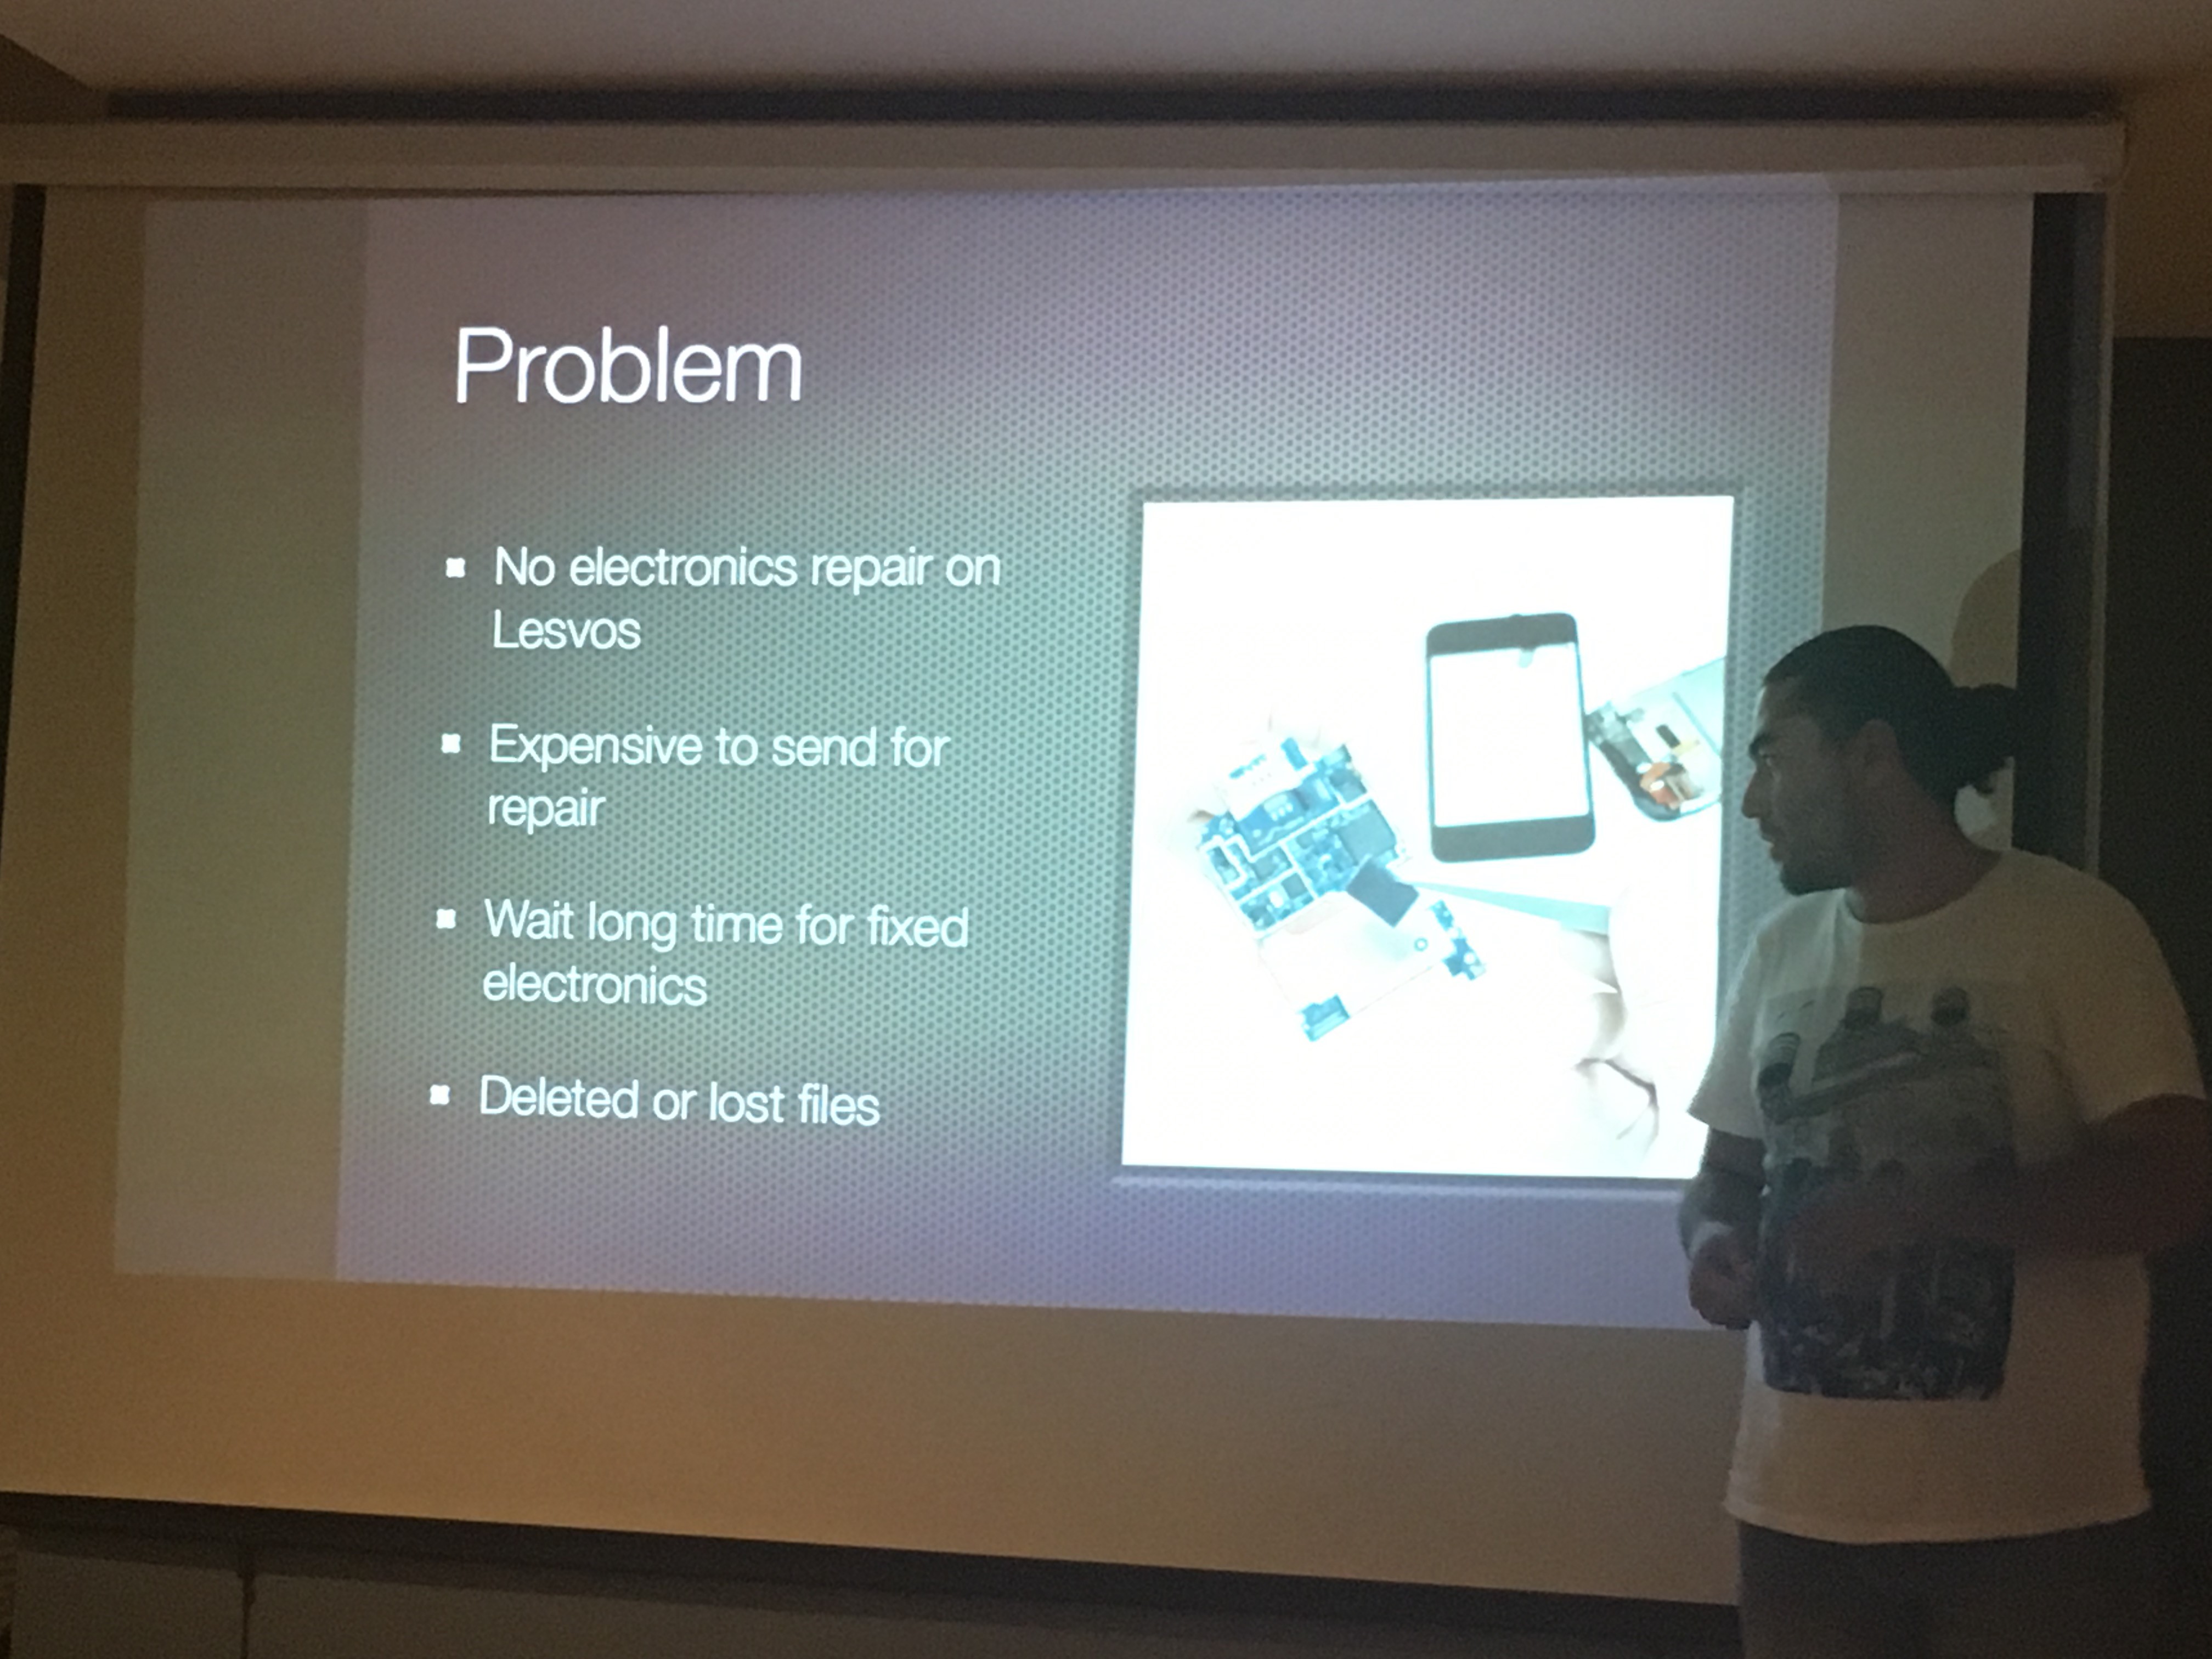 Problem
No electronics repair on
Lesvos
Expensive to send for
repair
Wait long time for fixed
electronics
Deleted or lost files